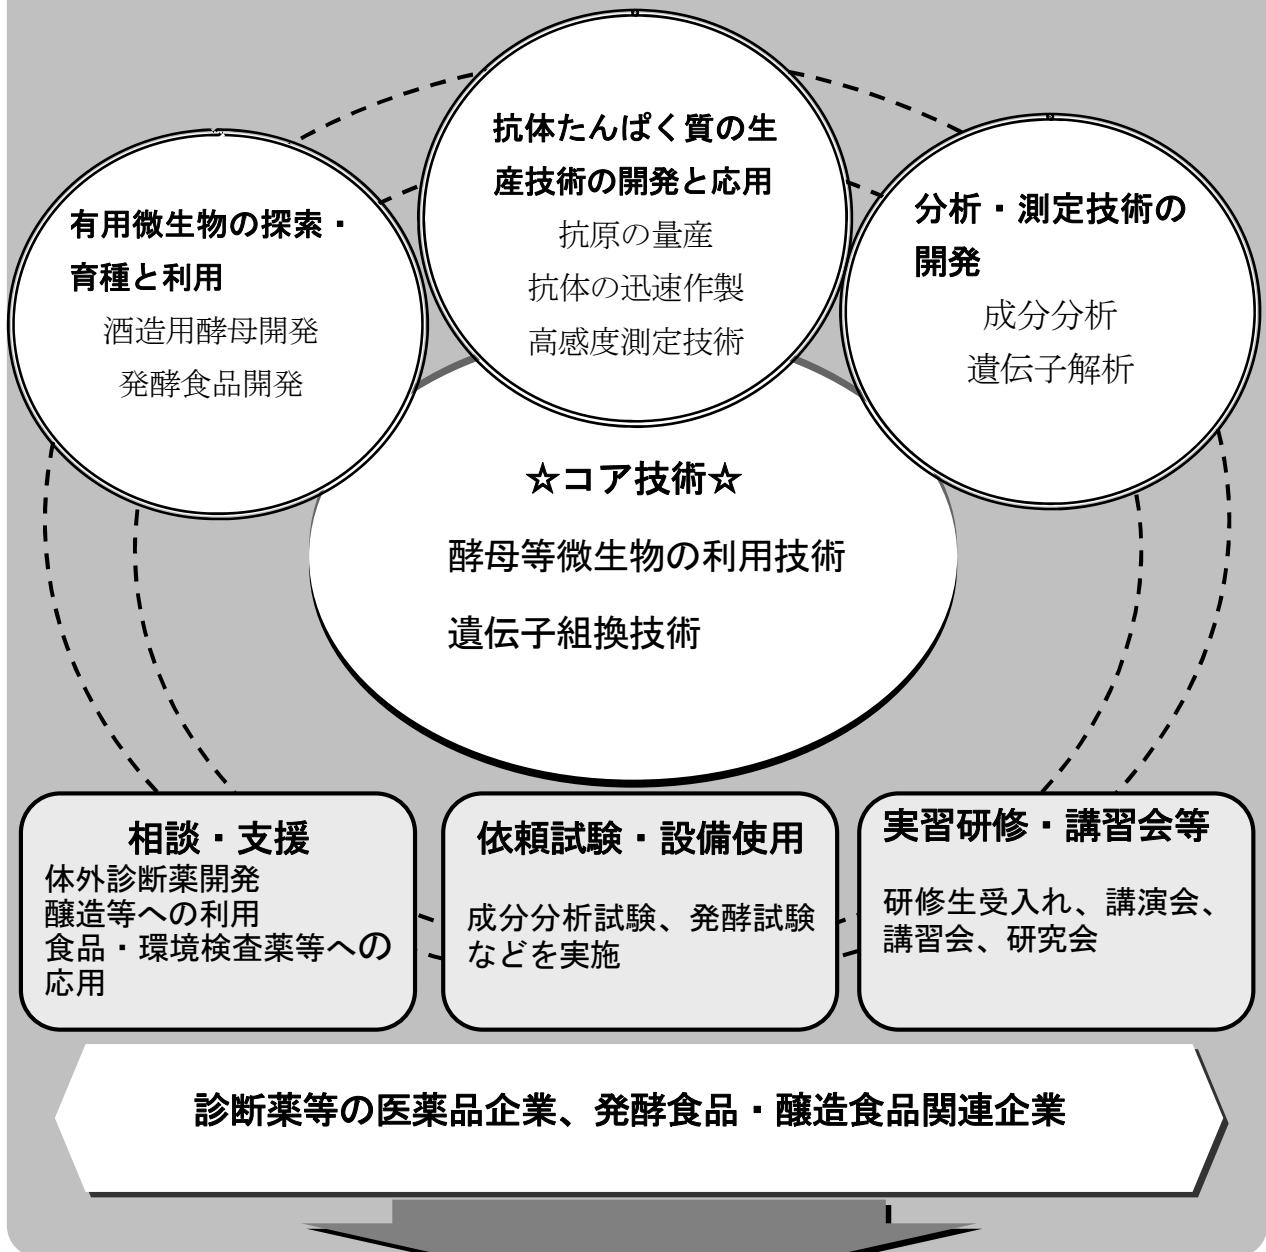 抗体たんぱく質の生
産技術の開発と応用
抗原の量産
抗体の迅速作製
高感度測定技術
有用微生物の探索・
育種と利用
酒造用酵母開発
発酵食品開発
分析・測定技術の
開発
成分分析
遺伝子解析
☆コア技術☆
酵母等微生物の利用技術
遺伝子組換技術
相談・支援
体外診断薬開発
醸造等への利用
食品・環境検査薬等への
応用
依頼試験・設備使用
成分分析試験、発酵試験
などを実施
実習研修・講習会等
研修生受入れ、講演会、
講習会、研究会
診断薬等の医薬品企業、発酵食品・醸造食品関連企業